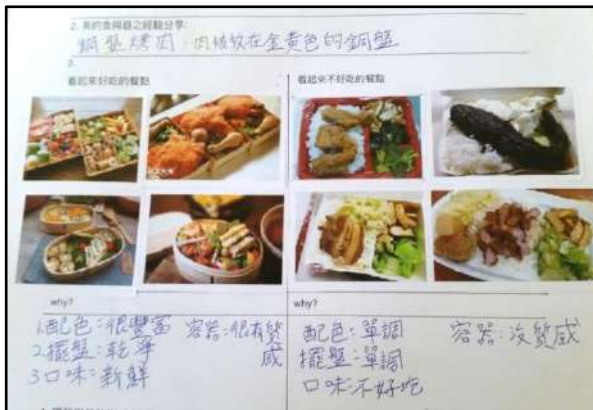 2. 美的食與器之經驗分享:
銅盤烤肉:肉被放在金黃色的銅盤
3.
看起來好吃的餐點
看起來不好吃的餐點
why?
1.配色:很豐富 容器:很有質感
2.擺盤:乾淨
3口味:新鮮
why?
配色:單調 容器:沒質感
擺盤:單調
口味:不好吃